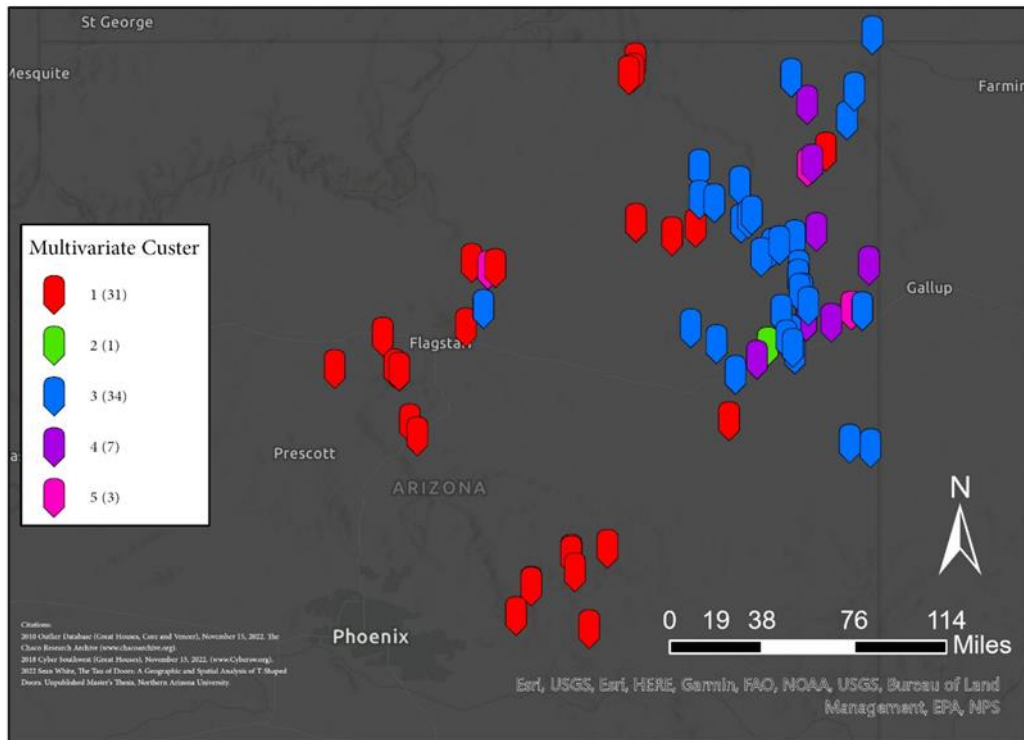 St George
Mesquite
Farmin
Multivariate Custer
1 (31)
2 (1)
3 (34)
4 (7)
5 (3)
Gallup
Flagstaff
Prescott
ARIZONA
N
Phoenix
0 19 38 76 114
Miles
Citations:
2010 Outlier Database (Great Houses, Core and Veneer), November 15, 2022. The
Chaco Research Archive (www.chacoarchive.org).
2018 Cyber Southwest (Great Houses), November 15, 2022, (www.Cybersw.org).
2022 Sean White, The Tau of Doors: A Geographic and Spatial Analysis of T-Shaped
Doors. Unpublished Master's Thesis, Northern Arizona University.
Esri, USGS, Esri, HERE, Garmin, FAO, NOAA, USGS, Bureau of Land
Management, EPA, NPS